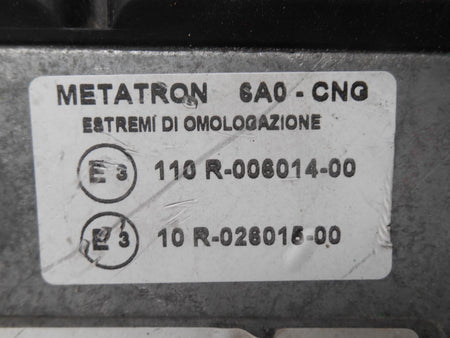 METATRON 6A0 - CNG
ESTREMI DI OMOLOGAZIONE
E 3 110 R-006014-00
E 3 10 R-026015-00